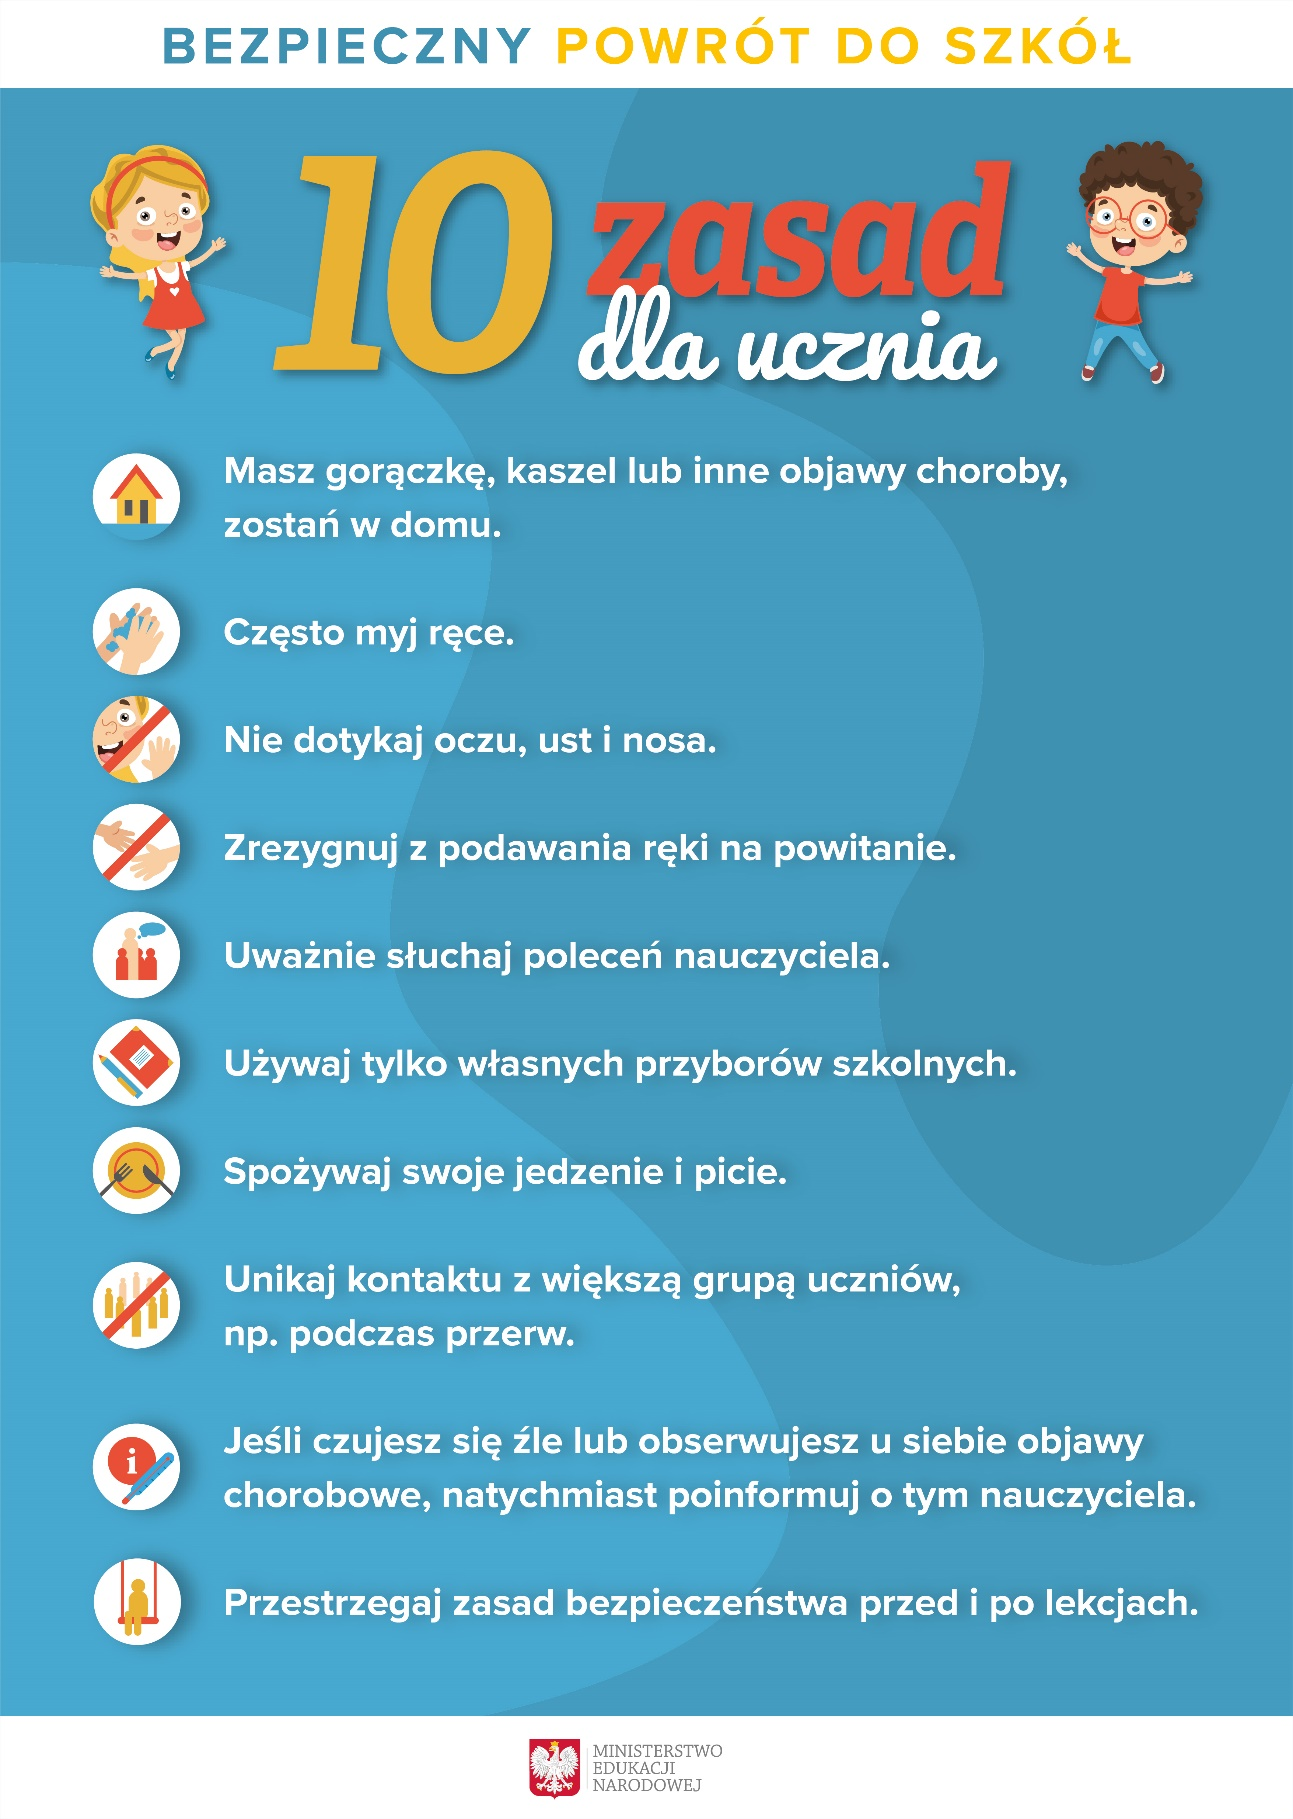 BEZPIECZNY POWRÓT DO SZKÓŁ
10 zasad
dla ucznia
Masz gorączkę, kaszel lub inne objawy choroby,
zostań w domu.
Często myj ręce.
Nie dotykaj oczu, ust i nosa.
Zrezygnuj z podawania ręki na powitanie.
Uważnie słuchaj poleceń nauczyciela.
Używaj tylko własnych przyborów szkolnych.
Spożywaj swoje jedzenie i picie.
Unikaj kontaktu z większą grupą uczniów,
np. podczas przerw.
i
Jeśli czujesz się źle lub obserwujesz u siebie objawy
chorobowe, natychmiast poinformuj o tym nauczyciela.
Przestrzegaj zasad bezpieczeństwa przed i po lekcjach.
MINISTERSTWO
EDUKACJI
NARODOWEJ